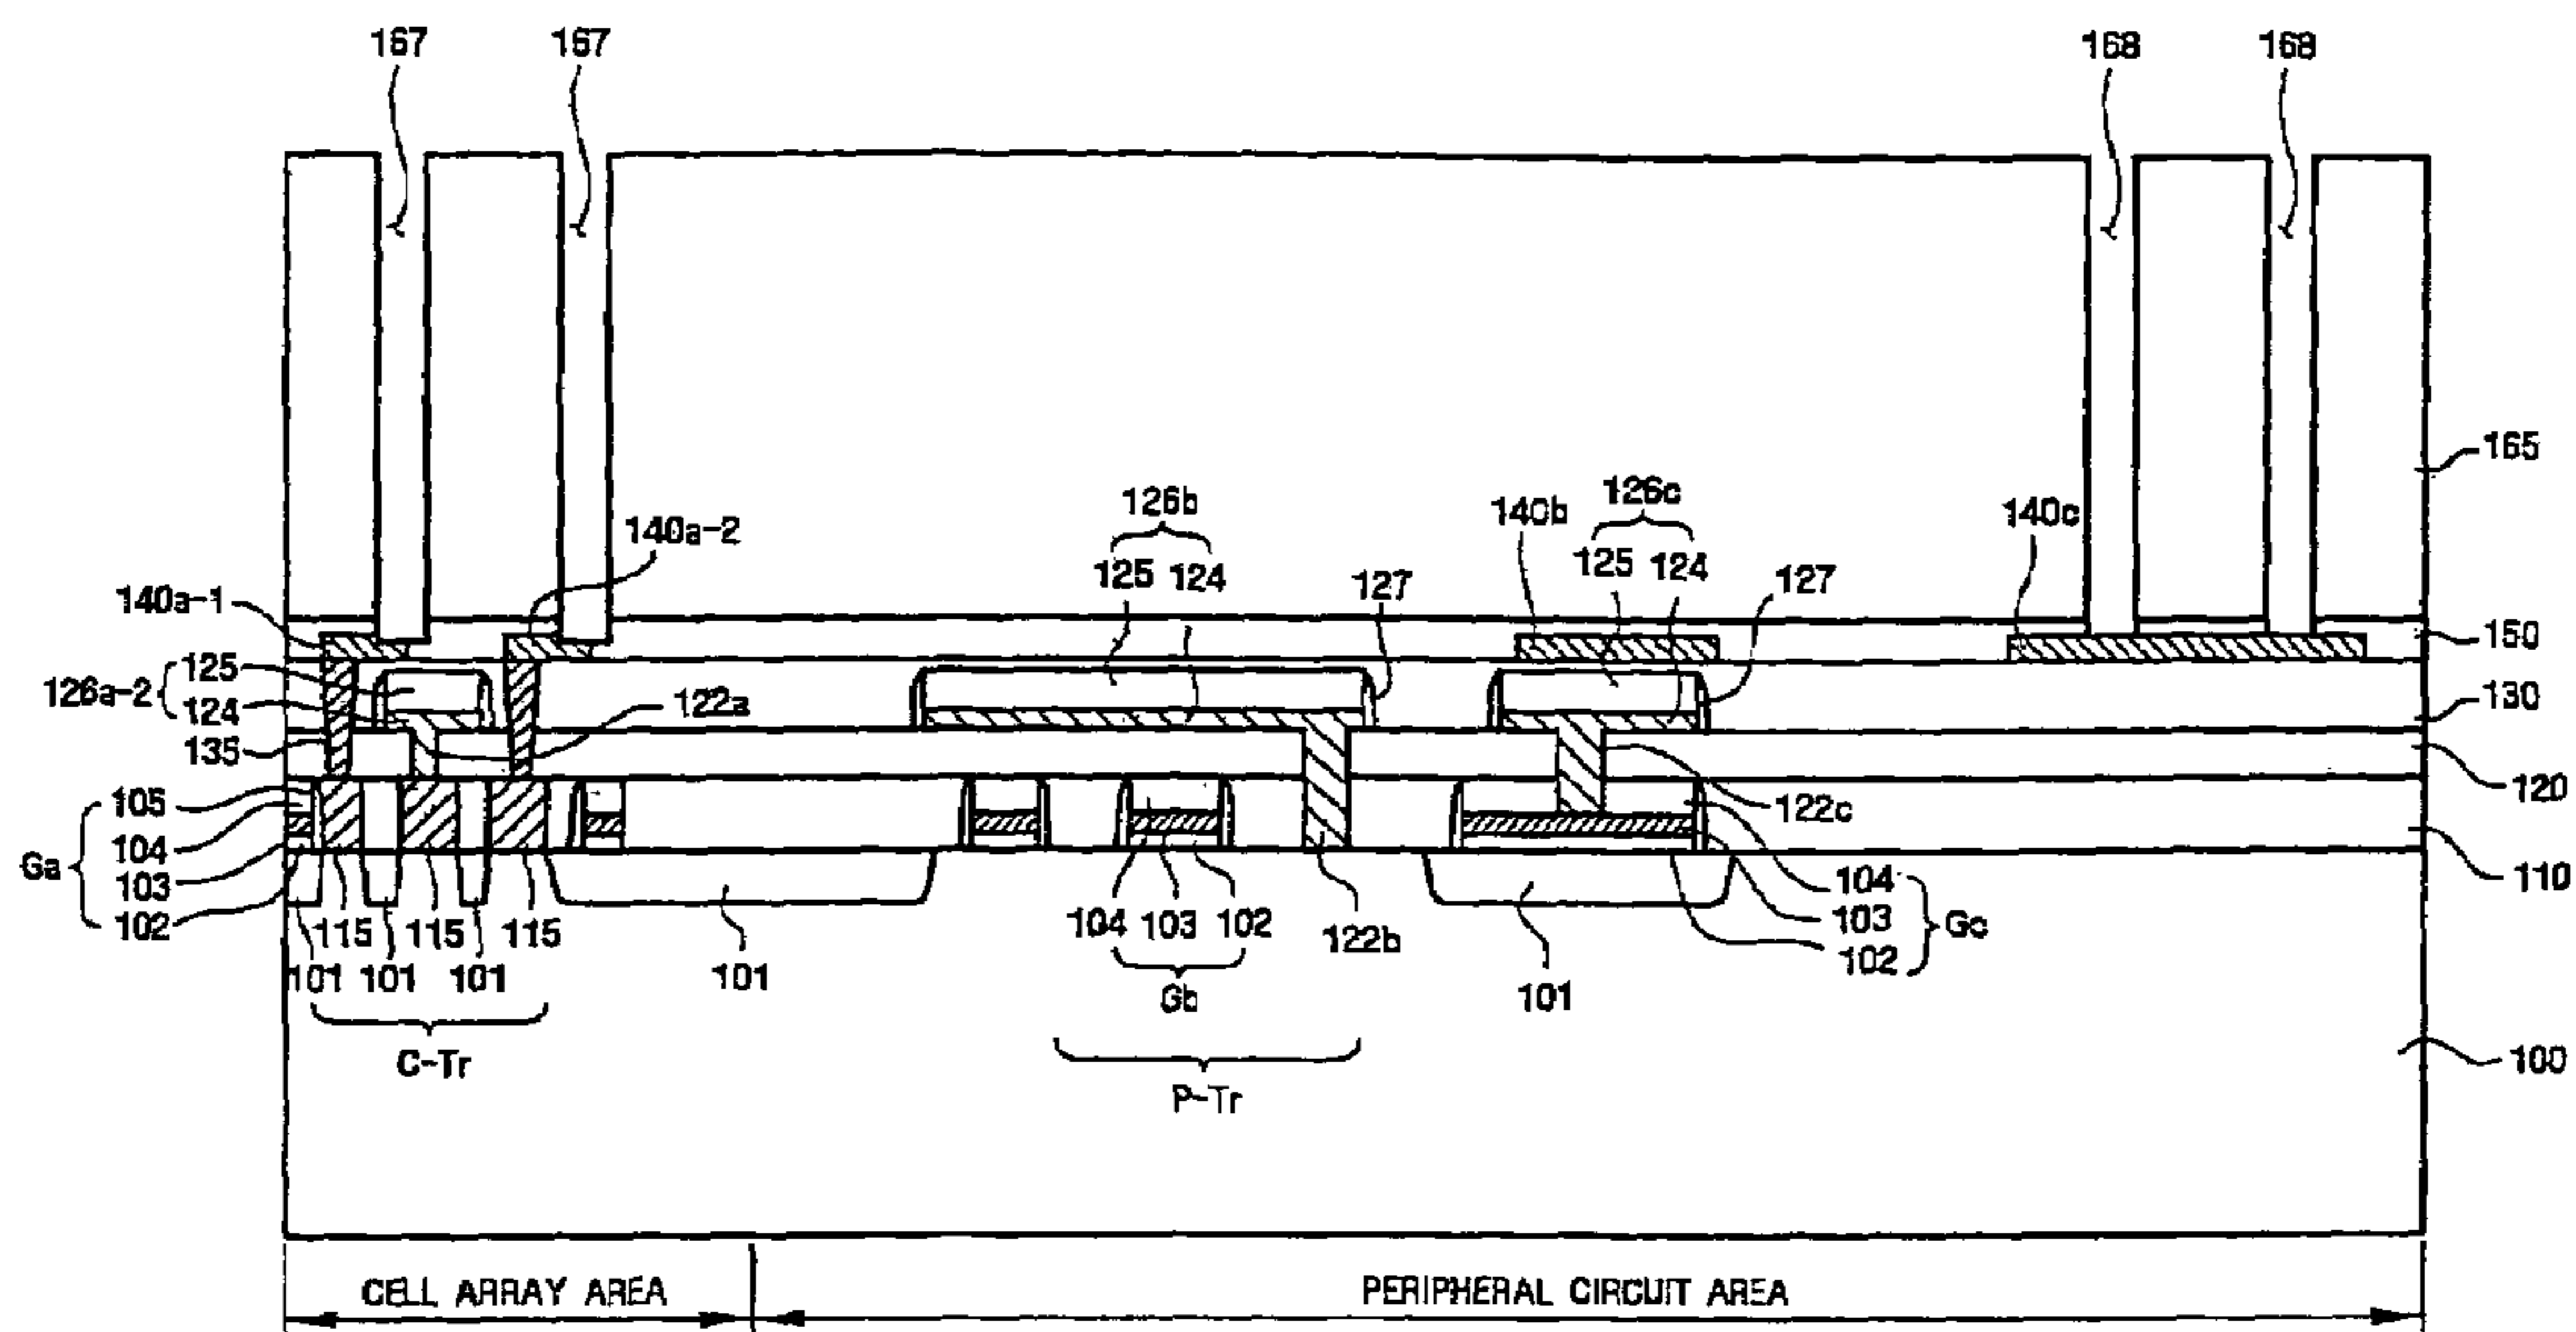 167 167 168 168
165
126b 126c
140b 140c
140a-2
125 124 125 124
127 127
140a-1
150
125
126a-2
124
122a
130
135
120
105
122c
104
Ga
103
110
102
104
103 Gc
102
115 115 115
104 103 102
122b
101 101 101
101
Gb
101
C-Tr
100
P-Tr
CELL ARRAY AREA PERIPHERAL CIRCUIT AREA